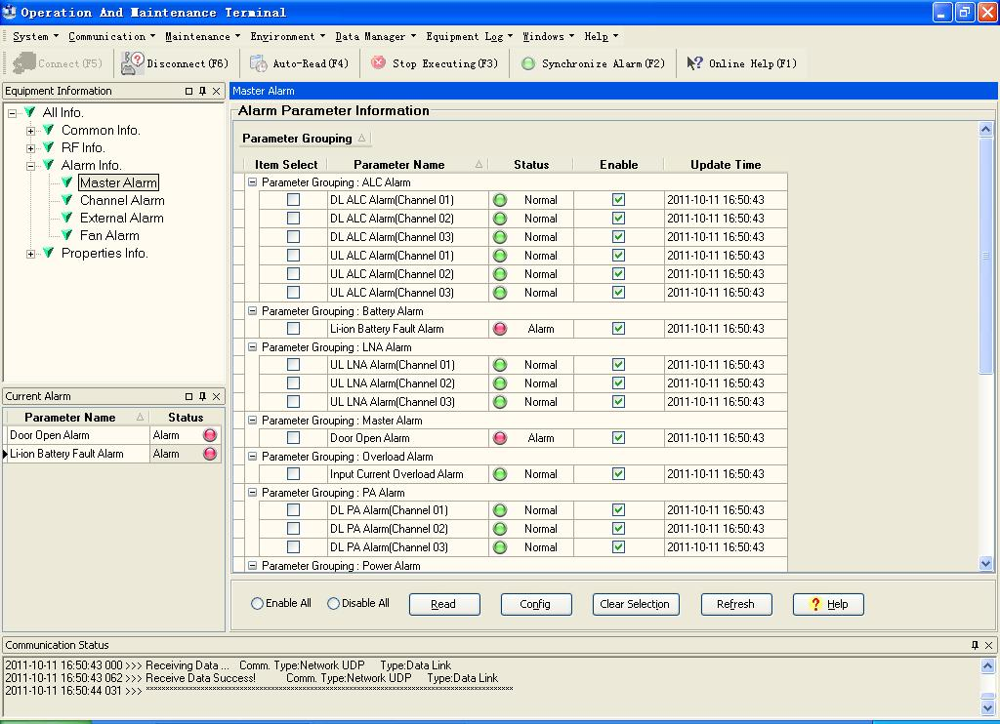 Operation And Maintenance Terminal
System Communication Maintenance Environment Data Manager Equipment Log Windows Help
Connect(F5) Disconnect(F6) Auto-Read(F4) Stop Executing(F3) Synchronize Alarm(F2) Online Help(F1)
Equipment Information
All Info.
Common Info.
RF Info.
Alarm Info.
Master Alarm
Channel Alarm
External Alarm
Fan Alarm
Properties Info.
Current Alarm
Parameter Name Status
Door Open Alarm Alarm
Li-ion Battery Fault Alarm Alarm
Master Alarm
Alarm Parameter Information
Parameter Grouping
Item Select Parameter Name Status Enable Update Time
Parameter Grouping : ALC Alarm
DL ALC Alarm(Channel 01) Normal 2011-10-11 16:50:43
DL ALC Alarm(Channel 02) Normal 2011-10-11 16:50:43
DL ALC Alarm(Channel 03) Normal 2011-10-11 16:50:43
UL ALC Alarm(Channel 01) Normal 2011-10-11 16:50:43
UL ALC Alarm(Channel 02) Normal 2011-10-11 16:50:43
UL ALC Alarm(Channel 03) Normal 2011-10-11 16:50:43
Parameter Grouping : Battery Alarm
Li-ion Battery Fault Alarm Alarm 2011-10-11 16:50:43
Parameter Grouping : LNA Alarm
UL LNA Alarm(Channel 01) Normal 2011-10-11 16:50:43
UL LNA Alarm(Channel 02) Normal 2011-10-11 16:50:43
UL LNA Alarm(Channel 03) Normal 2011-10-11 16:50:43
Parameter Grouping : Master Alarm
Door Open Alarm Alarm 2011-10-11 16:50:43
Parameter Grouping : Overload Alarm
Input Current Overload Alarm Normal 2011-10-11 16:50:43
Parameter Grouping : PA Alarm
DL PA Alarm(Channel 01) Normal 2011-10-11 16:50:43
DL PA Alarm(Channel 02) Normal 2011-10-11 16:50:43
DL PA Alarm(Channel 03) Normal 2011-10-11 16:50:43
Parameter Grouping : Power Alarm
Enable All Disable All Read Config Clear Selection Refresh Help
Communication Status
2011-10-11 16:50:43 000 >>> Receiving Data ... Comm. Type:Network UDP Type:Data Link
2011-10-11 16:50:43 062 >>> Receive Data Success! Comm. Type:Network UDP Type:Data Link
2011-10-11 16:50:44 031 >>>